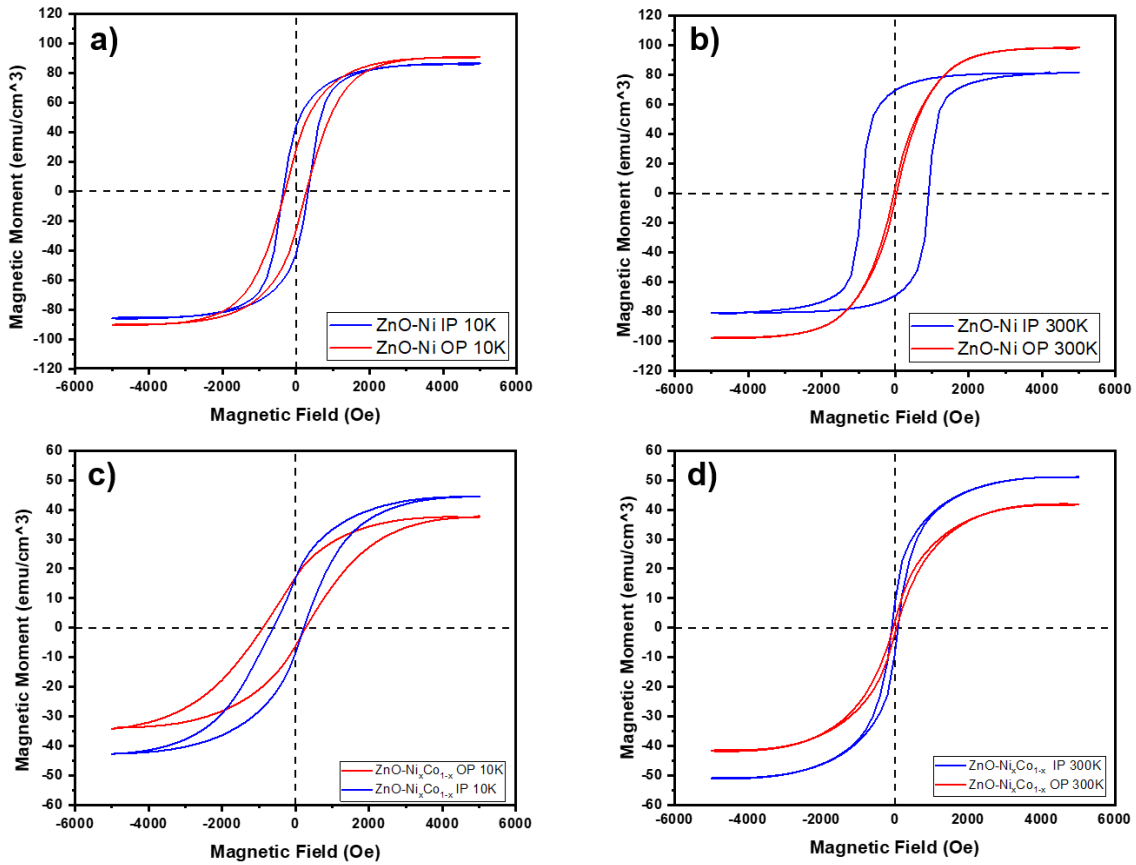 a)
Magnetic Moment (emu/cm^3)
120
100
80
60
40
20
0
-20
-40
-60
-80
-100
-120
-6000 -4000 -2000 0 2000 4000 6000
Magnetic Field (Oe)
ZnO-Ni IP 10K
ZnO-Ni OP 10K
b)
Magnetic Moment (emu/cm^3)
120
100
80
60
40
20
0
-20
-40
-60
-80
-100
-120
-6000 -4000 -2000 0 2000 4000 6000
Magnetic Field (Oe)
ZnO-Ni IP 300K
ZnO-Ni OP 300K
c)
Magnetic Moment (emu/cm^3)
60
50
40
30
20
10
0
-10
-20
-30
-40
-50
-60
-6000 -4000 -2000 0 2000 4000 6000
Magnetic Field (Oe)
ZnO-NiₓCo₁₋ₓ OP 10K
ZnO-NiₓCo₁₋ₓ IP 10K
d)
Magnetic Moment (emu/cm^3)
60
50
40
30
20
10
0
-10
-20
-30
-40
-50
-60
-6000 -4000 -2000 0 2000 4000 6000
Magnetic Field (Oe)
ZnO-NiₓCo₁₋ₓ IP 300K
ZnO-NiₓCo₁₋ₓ OP 300K